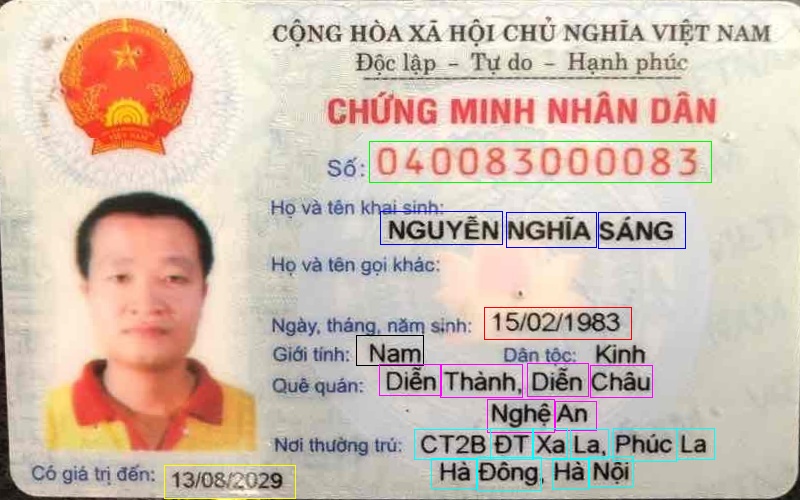 CỘNG HÒA XÃ HỘI CHỦ NGHĨA VIỆT NAM
Độc lập - Tự do - Hạnh phúc
CHỨNG MINH NHÂN DÂN
Số: 040083000083
Họ và tên khai sinh:
NGUYỄN NGHĨA SÁNG
Họ và tên gọi khác:
Ngày, tháng, năm sinh: 15/02/1983
Giới tính: Nam Dân tộc: Kinh
Quê quán: Diễn Thành, Diễn Châu
Nghệ An
Nơi thường trú: CT2B ĐT Xa La, Phúc La
Hà Đông, Hà Nội
Có giá trị đến: 13/08/2029